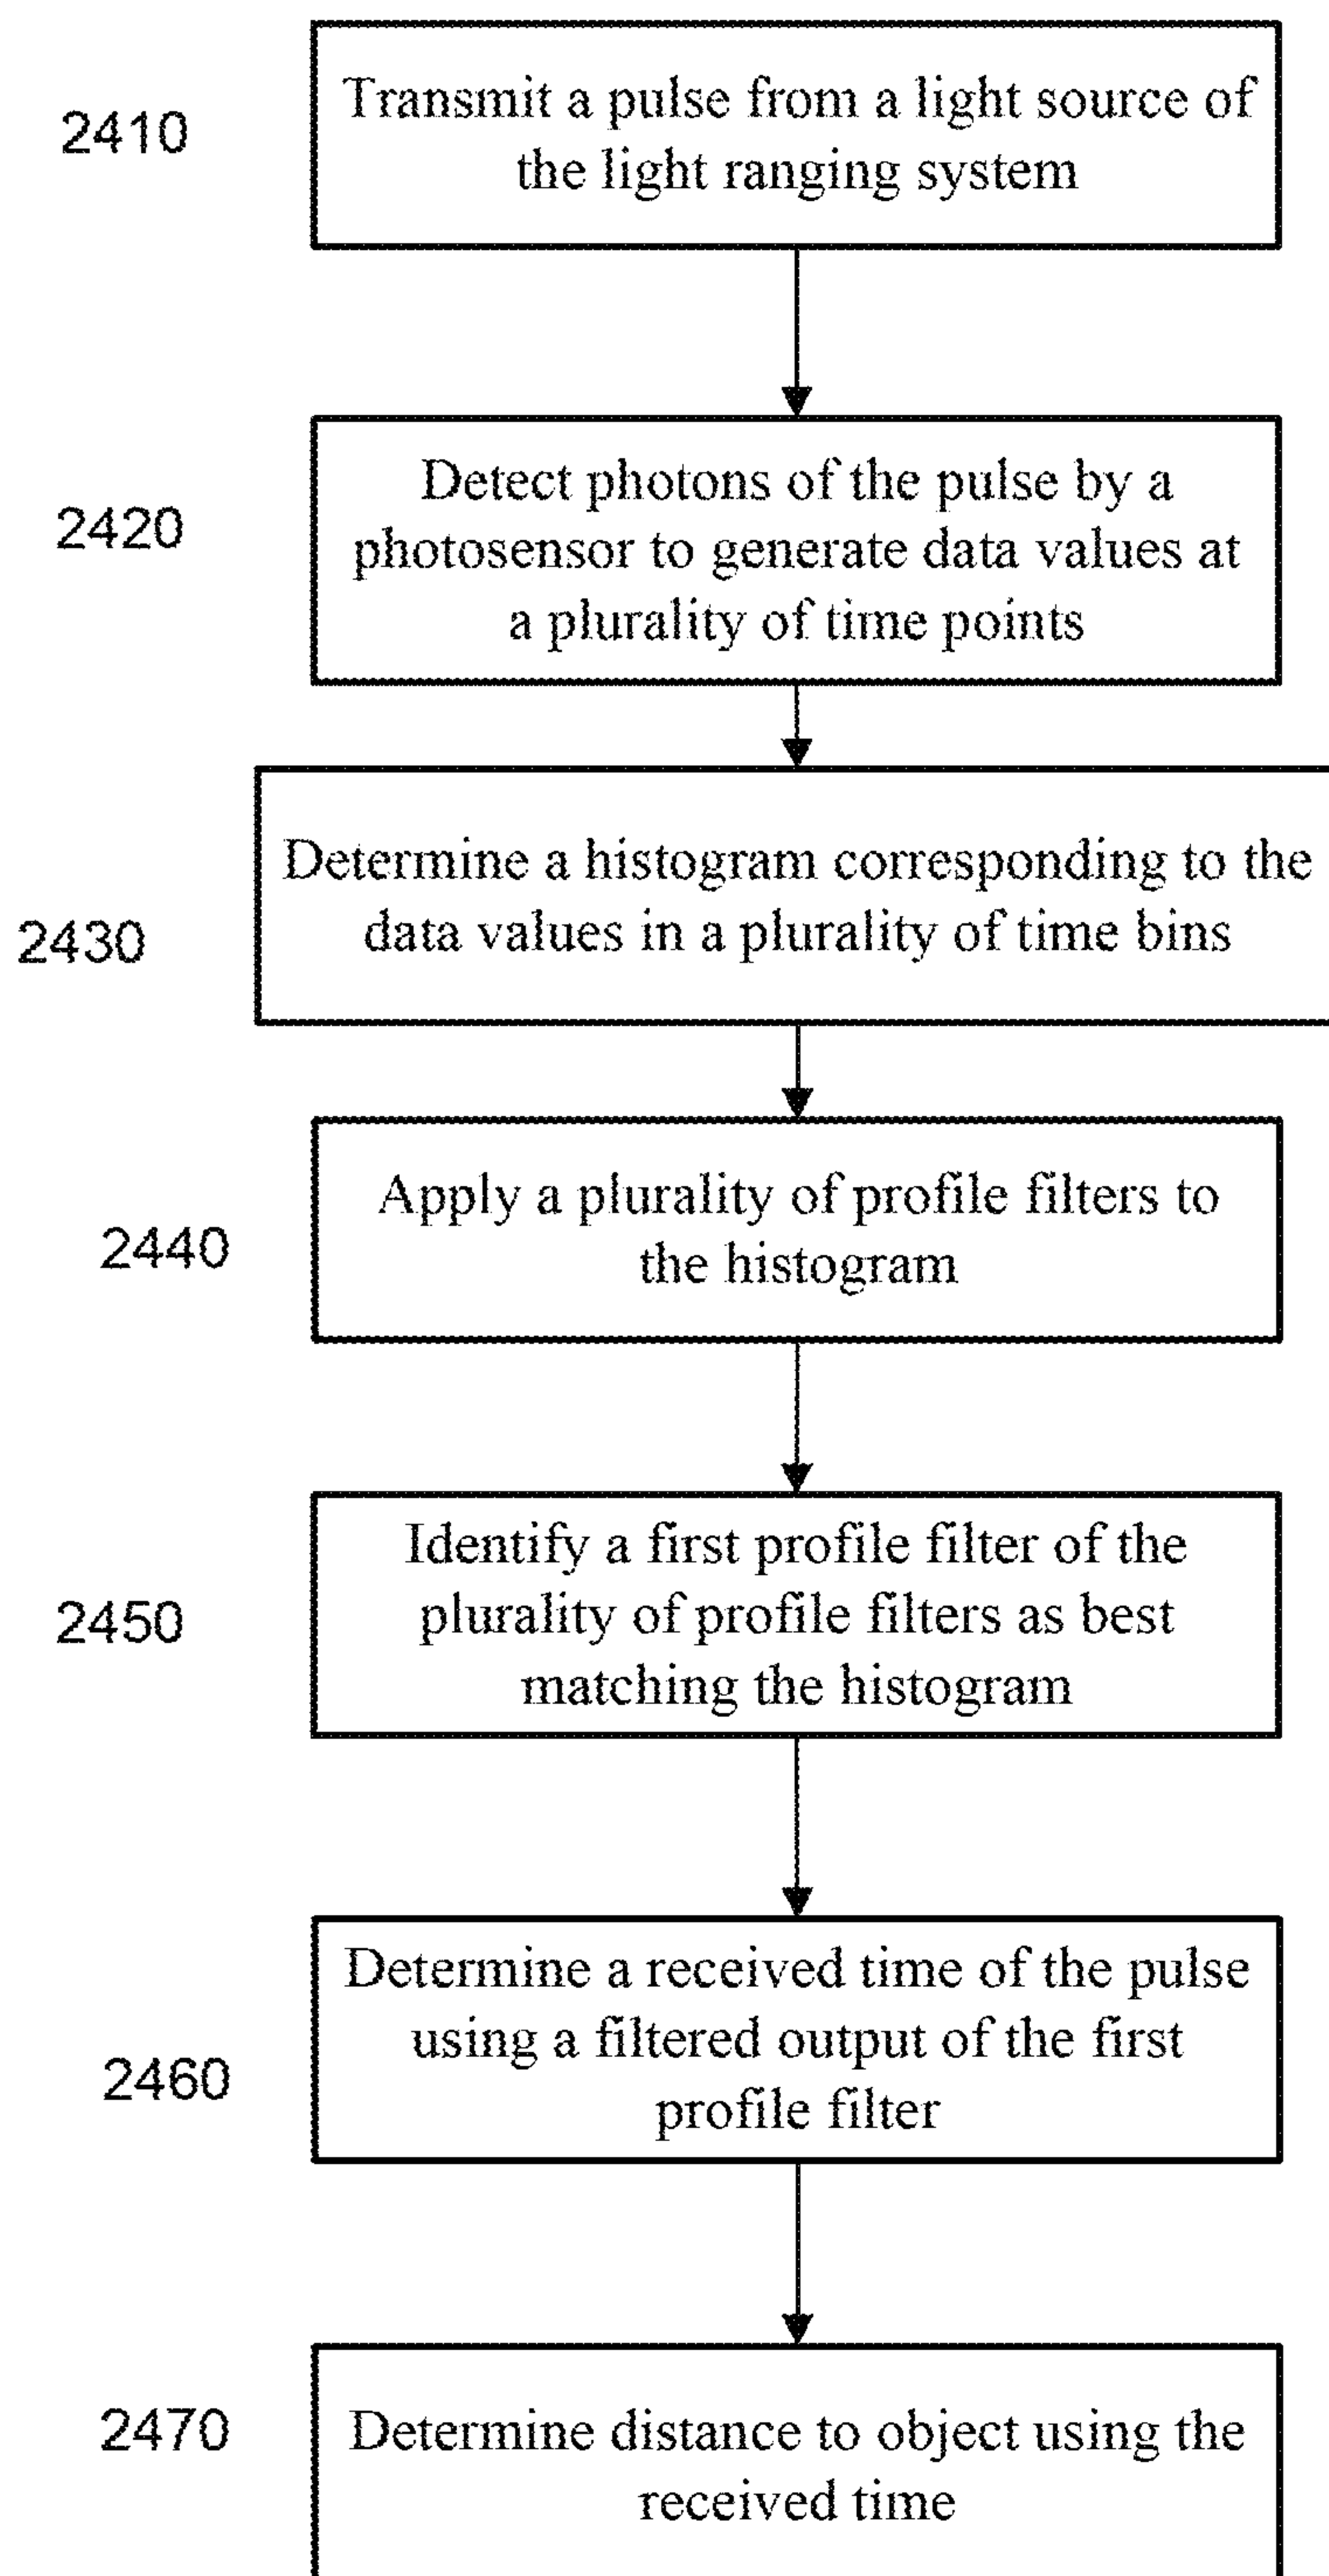 2410
Transmit a pulse from a light source of
the light ranging system
2420
Detect photons of the pulse by a
photosensor to generate data values at
a plurality of time points
2430
Determine a histogram corresponding to the
data values in a plurality of time bins
2440
Apply a plurality of profile filters to
the histogram
2450
Identify a first profile filter of the
plurality of profile filters as best
matching the histogram
2460
Determine a received time of the pulse
using a filtered output of the first
profile filter
2470
Determine distance to object using the
received time